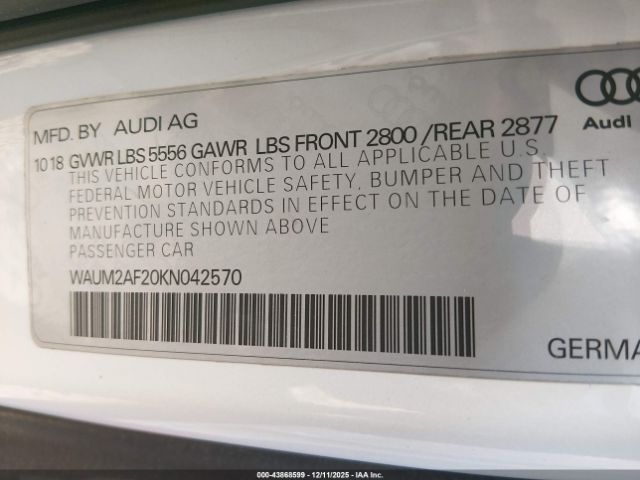 MFD. BY AUDI AG
Audi
1018 GVWR LBS 5556 GAWR LBS FRONT 2800 /REAR 2877
THIS VEHICLE CONFORMS TO ALL APPLICABLE U.S.
FEDERAL MOTOR VEHICLE SAFETY, BUMPER AND THEFT
PREVENTION STANDARDS IN EFFECT ON THE DATE OF
MANUFACTURE SHOWN ABOVE
PASSENGER CAR
WAUM2AF20KN042570
GERMA
000-43868599 - 12/11/2025 - IAA Inc.